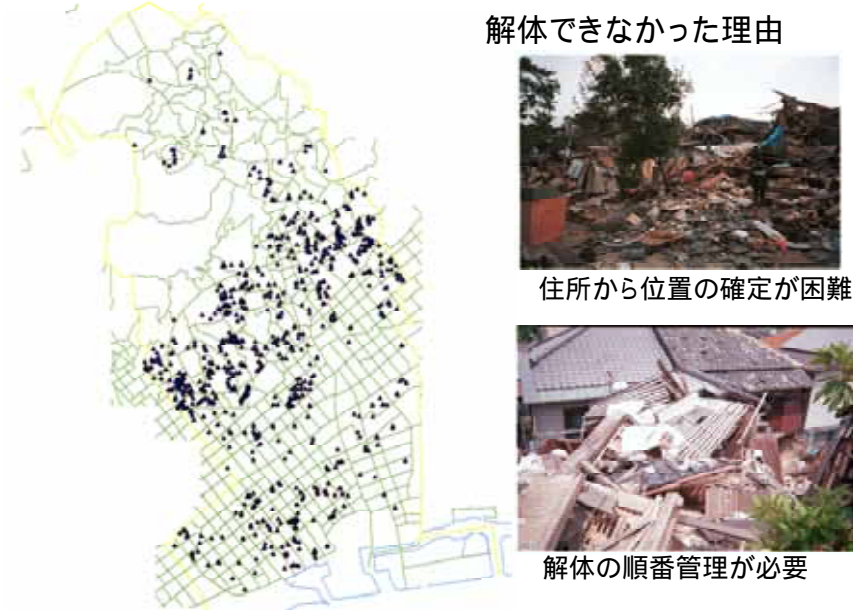 解体できなかった理由
住所から位置の確定が困難
解体の順番管理が必要